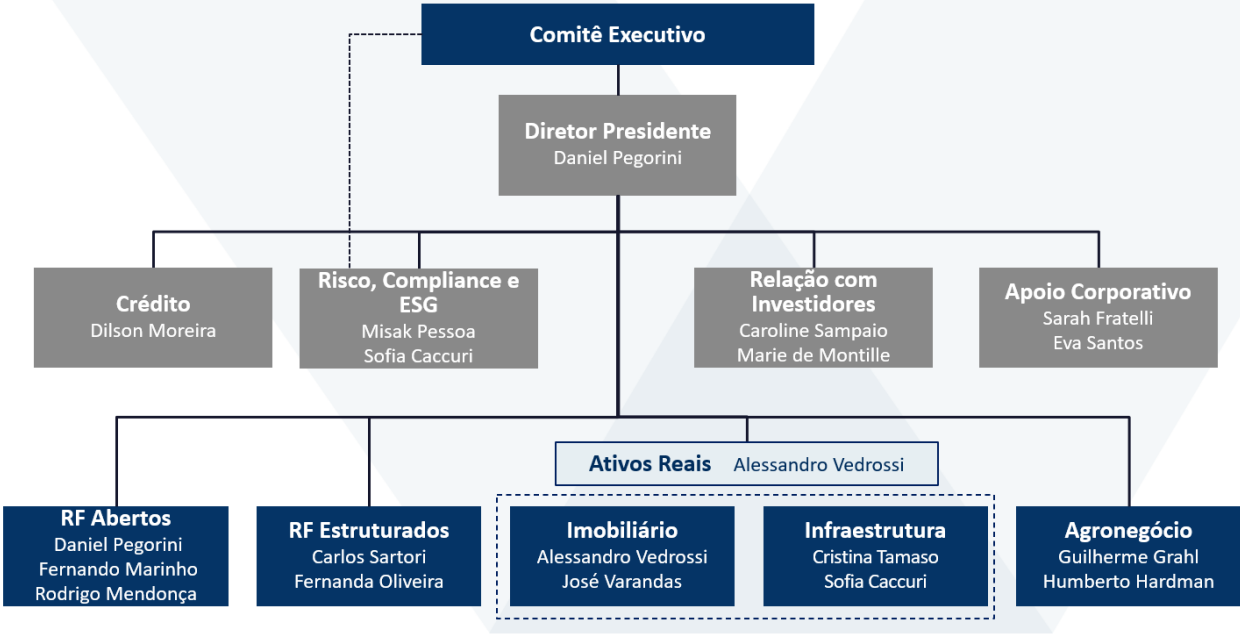 Comitê Executivo
Diretor Presidente
Daniel Pegorini
Crédito
Dilson Moreira
Risco, Compliance e
ESG
Misak Pessoa
Sofia Caccuri
Relação com
Investidores
Caroline Sampaio
Marie de Montille
Apoio Corporativo
Sarah Fratelli
Eva Santos
Ativos Reais Alessandro Vedrossi
RF Abertos
Daniel Pegorini
Fernando Marinho
Rodrigo Mendonça
RF Estruturados
Carlos Sartori
Fernanda Oliveira
Imobiliário
Alessandro Vedrossi
José Varandas
Infraestrutura
Cristina Tamaso
Sofia Caccuri
Agronegócio
Guilherme Grahl
Humberto Hardman